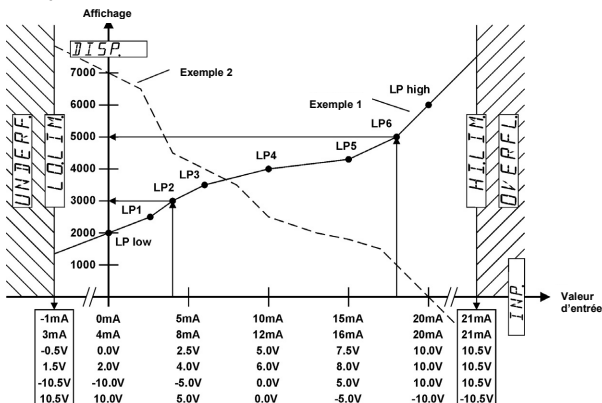 Affichage
DISP.
7000
6000
5000
4000
3000
2000
1000
Exemple 2
Exemple 1
LP high
LP6
LP5
LP4
LP3
LP2
LP1
LP low
UNDERF.
LO.LIM.
HI.LIM.
OVERFL.
INP.
Valeur
d'entrée
-1mA 0mA 5mA 10mA 15mA 20mA 21mA
3mA 4mA 8mA 12mA 16mA 20mA 21mA
-0.5V 0.0V 2.5V 5.0V 7.5V 10.0V 10.5V
1.5V 2.0V 4.0V 6.0V 8.0V 10.0V 10.5V
-10.5V -10.0V -5.0V 0.0V 5.0V 10.0V 10.5V
10.5V 10.0V 5.0V 0.0V -5.0V -10.0V -10.5V